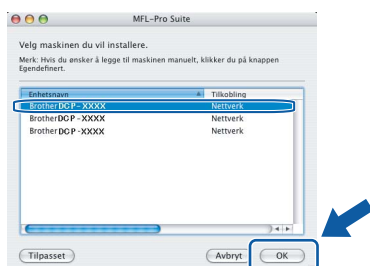 MFL-Pro Suite
Velg maskinen du vil installere.
Merk: Hvis du ønsker å legge til maskinen manuelt, klikker du på knappen
Egendefinert.
Enhetsnavn Tilkobling
Brother DCP-XXXX Nettverk
Brother DCP-XXXX Nettverk
Brother DCP-XXXX Nettverk
Tilpasset Avbryt OK